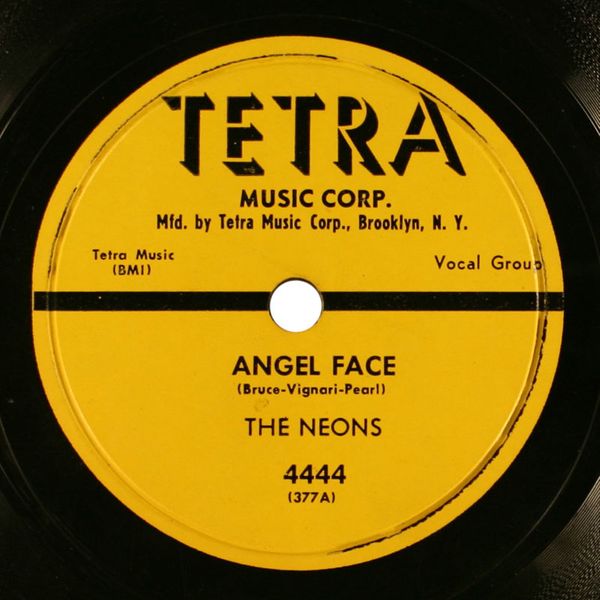 TETRA
MUSIC CORP.
Mfd. by Tetra Music Corp., Brooklyn, N. Y.
Tetra Music
(BMI)
Vocal Group
ANGEL FACE
(Bruce-Vignari-Pearl)
THE NEONS
4444
(377A)